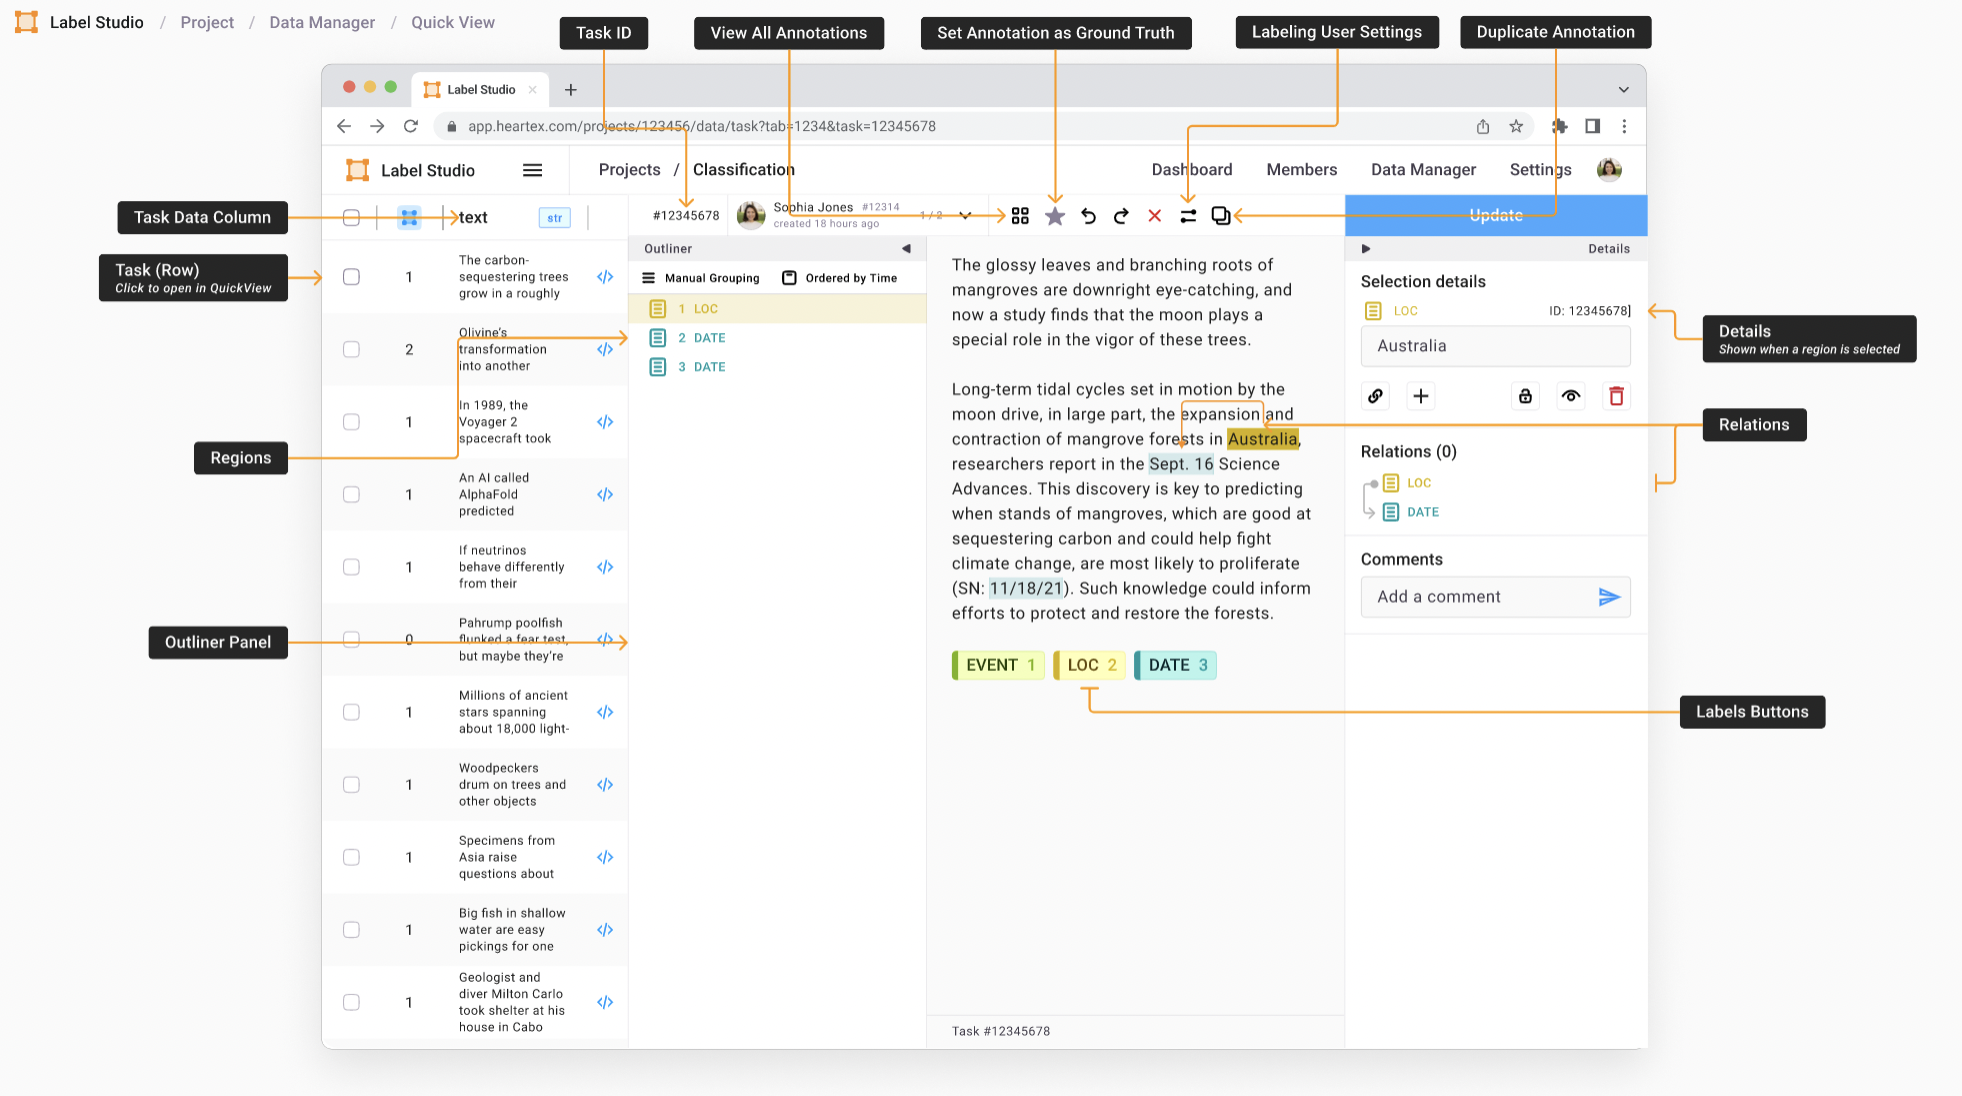 Label Studio / Project / Data Manager / Quick View
Task ID
View All Annotations
Set Annotation as Ground Truth
Labeling User Settings
Duplicate Annotation
Label Studio
app.heartex.com/projects/123456/data/task?tab=1234&task=12345678
Label Studio
Projects / Classification
Dashboard
Members
Data Manager
Settings
Task Data Column
text
str
#12345678
Sophia Jones #12314
created 18 hours ago
1 / 2
Update
Task (Row)
Click to open in QuickView
1
The carbon-
sequestering trees
grow in a roughly
2
Olivine's
transformation
into another
1
In 1989, the
Voyager 2
spacecraft took
Regions
1
An AI called
AlphaFold
predicted
1
If neutrinos
behave differently
from their
Outliner Panel
0
Pahrump poolfish
flunked a fear test,
but maybe they're
1
Millions of ancient
stars spanning
about 18,000 light-
1
Woodpeckers
drum on trees and
other objects
1
Specimens from
Asia raise
questions about
1
Big fish in shallow
water are easy
pickings for one
1
Geologist and
diver Milton Carlo
took shelter at his
house in Cabo
Outliner
Manual Grouping
Ordered by Time
1 LOC
2 DATE
3 DATE
The glossy leaves and branching roots of
mangroves are downright eye-catching, and
now a study finds that the moon plays a
special role in the vigor of these trees.
Long-term tidal cycles set in motion by the
moon drive, in large part, the expansion and
contraction of mangrove forests in Australia,
researchers report in the Sept. 16 Science
Advances. This discovery is key to predicting
when stands of mangroves, which are good at
sequestering carbon and could help fight
climate change, are most likely to proliferate
(SN: 11/18/21). Such knowledge could inform
efforts to protect and restore the forests.
EVENT 1
LOC 2
DATE 3
Task #12345678
Details
Selection details
LOC
ID: 12345678]
Australia
Relations (0)
LOC
DATE
Comments
Add a comment
Details
Shown when a region is selected
Relations
Labels Buttons